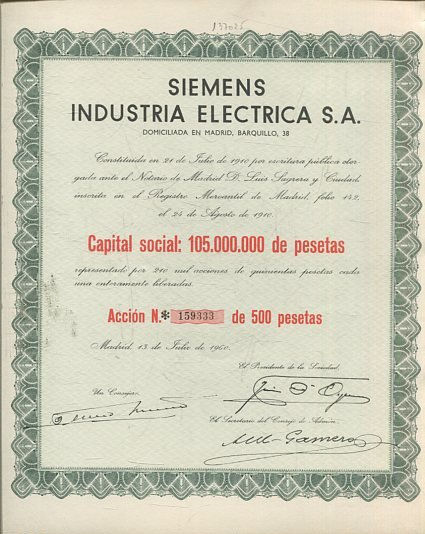 137025
SIEMENS
INDUSTRIA ELECTRICA S.A.
DOMICILIADA EN MADRID, BARQUILLO, 38
Constituida en 21 de Julio de 1910 por escritura pública otor-
gada ante el Notario de Madrid D. Luis Sagrera y Ciudad,
inscrita en el Registro Mercantil de Madrid, folio 142,
el 24 de Agosto de 1910.
Capital social: 105.000.000 de pesetas
representado por 210 mil acciones de quinientas pesetas cada
una enteramente liberadas.
Acción N.* 159333 de 500 pesetas
Madrid, 13 de Julio de 1960.
El Presidente de la Sociedad,
Un Consejero,
El Secretario del Consejo de Admón.